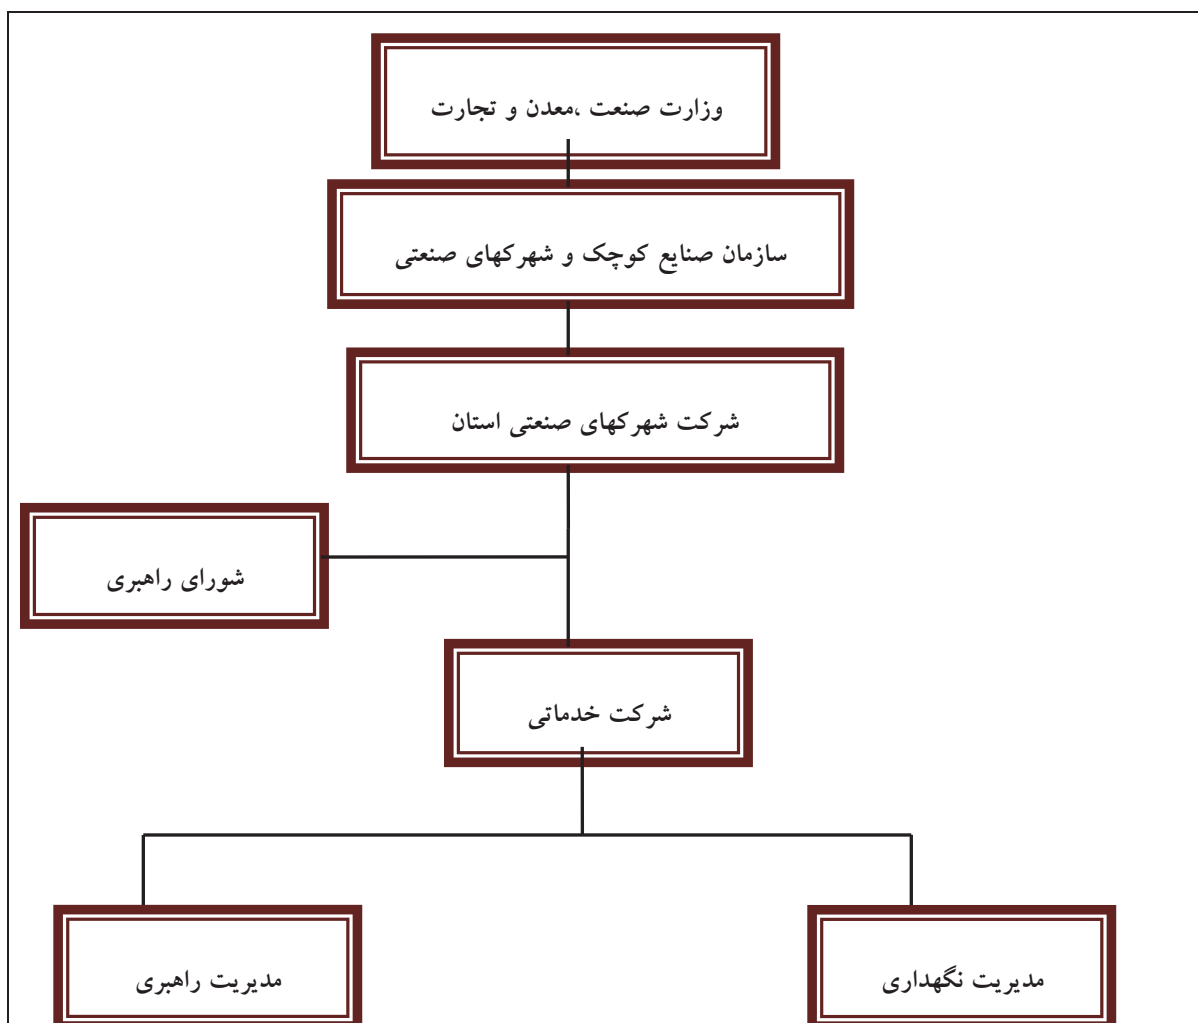 وزارت صنعت ،معدن و تجارت
سازمان صنایع کوچک و شهرکهای صنعتی
شرکت شهرکهای صنعتی استان
شورای راهبری
شرکت خدماتی
مدیریت نگهداری
مدیریت راهبری